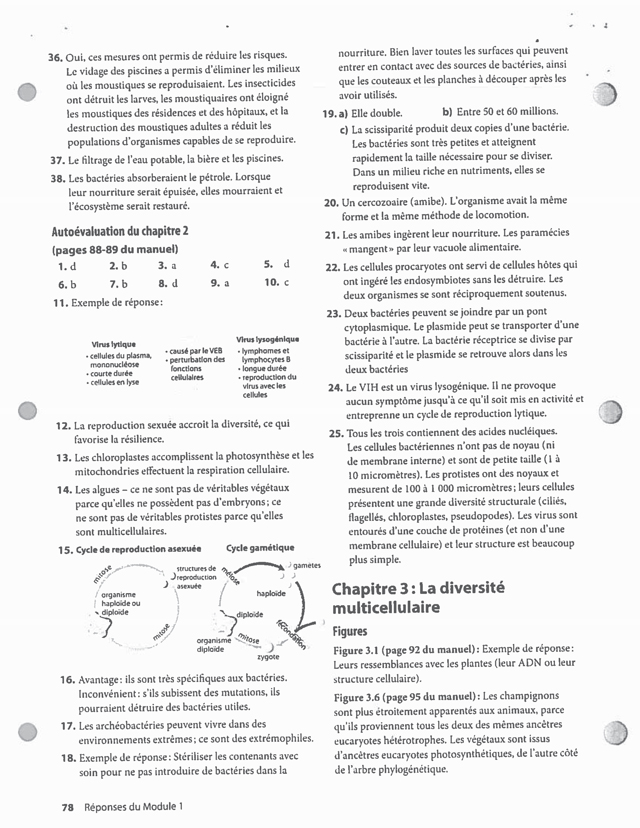 36. Oui, ces mesures ont permis de réduire les risques.
Le vidage des piscines a permis d'éliminer les milieux
où les moustiques se reproduisaient. Les insecticides
ont détruit les larves, les moustiquaires ont éloigné
les moustiques des résidences et des hôpitaux, et la
destruction des moustiques adultes a réduit les
populations d'organismes capables de se reproduire.
37. Le filtrage de l'eau potable, la bière et les piscines.
38. Les bactéries absorberaient le pétrole. Lorsque
leur nourriture serait épuisée, elles mourraient et
l'écosystème serait restauré.
Autoévaluation du chapitre 2
(pages 88-89 du manuel)
1. d 2. b 3. a 4. c 5. d
6. b 7. b 8. d 9. a 10. c
11. Exemple de réponse :
Virus lytique
• cellules du plasma,
mononucléose
• courte durée
• cellules en lyse
• causé par le VEB
• perturbation des
fonctions
cellulaires
Virus lysogénique
• lymphomes et
lymphocytes B
• longue durée
• reproduction du
virus avec les
cellules
12. La reproduction sexuée accroît la diversité, ce qui
favorise la résilience.
13. Les chloroplastes accomplissent la photosynthèse et les
mitochondries effectuent la respiration cellulaire.
14. Les algues – ce ne sont pas de véritables végétaux
parce qu'elles ne possèdent pas d'embryons ; ce
ne sont pas de véritables protistes parce qu'elles
sont multicellulaires.
15. Cycle de reproduction asexuée Cycle gamétique
mitose
structures de
reproduction
asexuée
organisme
haploïde ou
diploïde
mitose
méiose
gamètes
haploïde
diploïde
fécondation
mitose
organisme
diploïde
zygote
16. Avantage : ils sont très spécifiques aux bactéries.
Inconvénient : s'ils subissent des mutations, ils
pourraient détruire des bactéries utiles.
17. Les archéobactéries peuvent vivre dans des
environnements extrêmes ; ce sont des extrémophiles.
18. Exemple de réponse : Stériliser les contenants avec
soin pour ne pas introduire de bactéries dans la
nourriture. Bien laver toutes les surfaces qui peuvent
entrer en contact avec des sources de bactéries, ainsi
que les couteaux et les planches à découper après les
avoir utilisés.
19. a) Elle double. b) Entre 50 et 60 millions.
c) La scissiparité produit deux copies d'une bactérie.
Les bactéries sont très petites et atteignent
rapidement la taille nécessaire pour se diviser.
Dans un milieu riche en nutriments, elles se
reproduisent vite.
20. Un cercozoaire (amibe). L'organisme avait la même
forme et la même méthode de locomotion.
21. Les amibes ingèrent leur nourriture. Les paramécies
« mangent » par leur vacuole alimentaire.
22. Les cellules procaryotes ont servi de cellules hôtes qui
ont ingéré les endosymbiotes sans les détruire. Les
deux organismes se sont réciproquement soutenus.
23. Deux bactéries peuvent se joindre par un pont
cytoplasmique. Le plasmide peut se transporter d'une
bactérie à l'autre. La bactérie réceptrice se divise par
scissiparité et le plasmide se retrouve alors dans les
deux bactéries
24. Le VIH est un virus lysogénique. Il ne provoque
aucun symptôme jusqu'à ce qu'il soit mis en activité et
entreprenne un cycle de reproduction lytique.
25. Tous les trois contiennent des acides nucléiques.
Les cellules bactériennes n'ont pas de noyau (ni
de membrane interne) et sont de petite taille (1 à
10 micromètres). Les protistes ont des noyaux et
mesurent de 100 à 1 000 micromètres ; leurs cellules
présentent une grande diversité structurale (ciliés,
flagellés, chloroplastes, pseudopodes). Les virus sont
entourés d'une couche de protéines (et non d'une
membrane cellulaire) et leur structure est beaucoup
plus simple.
Chapitre 3 : La diversité
multicellulaire
Figures
Figure 3.1 (page 92 du manuel) : Exemple de réponse :
Leurs ressemblances avec les plantes (leur ADN ou leur
structure cellulaire).
Figure 3.6 (page 95 du manuel) : Les champignons
sont plus étroitement apparentés aux animaux, parce
qu'ils proviennent tous les deux des mêmes ancêtres
eucaryotes hétérotrophes. Les végétaux sont issus
d'ancêtres eucaryotes photosynthétiques, de l'autre côté
de l'arbre phylogénétique.
78 Réponses du Module 1